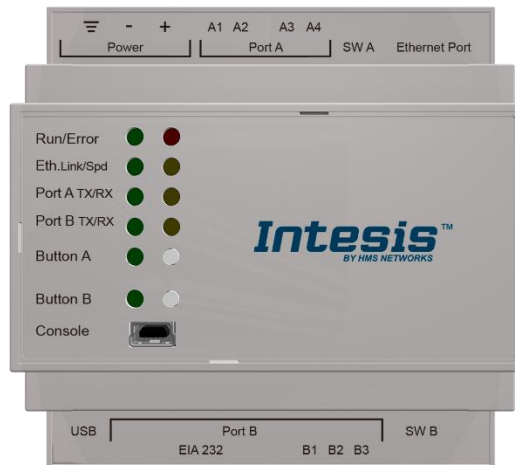 - +
A1 A2 A3 A4
Power Port A SW A Ethernet Port
Run/Error
Eth.Link/Spd
Port A TX/RX
Port B TX/RX
Intesis™
BY HMS NETWORKS
Button A
Button B
Console
USB Port B SW B
EIA 232 B1 B2 B3